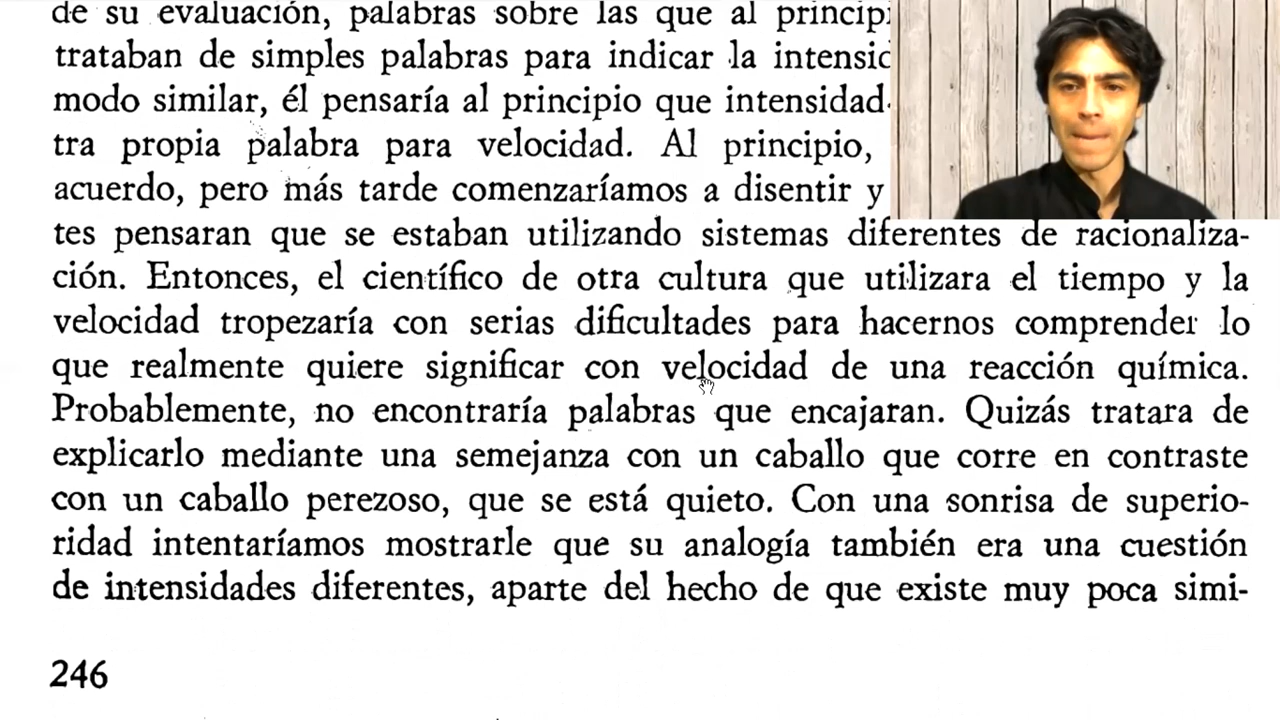 de su evaluación, palabras sobre las que al
trataban de simples palabras para indicar la
modo similar, él pensaría al principio que intensidad
tra propia palabra para velocidad. Al principio,
acuerdo, pero más tarde comenzaríamos a disentir y
tes pensaran que se estaban utilizando sistemas diferentes de racionaliza-
ción. Entonces, el científico de otra cultura que utilizara el tiempo y la
velocidad tropezaría con serias dificultades para hacernos comprender lo
que realmente quiere significar con velocidad de una reacción química.
Probablemente, no encontraría palabras que encajaran. Quizás tratara de
explicarlo mediante una semejanza con un caballo que corre en contraste
con un caballo perezoso, que se está quieto. Con una sonrisa de superio-
ridad intentaríamos mostrarle que su analogía también era una cuestión
de intensidades diferentes, aparte del hecho de que existe muy poca simi-
246